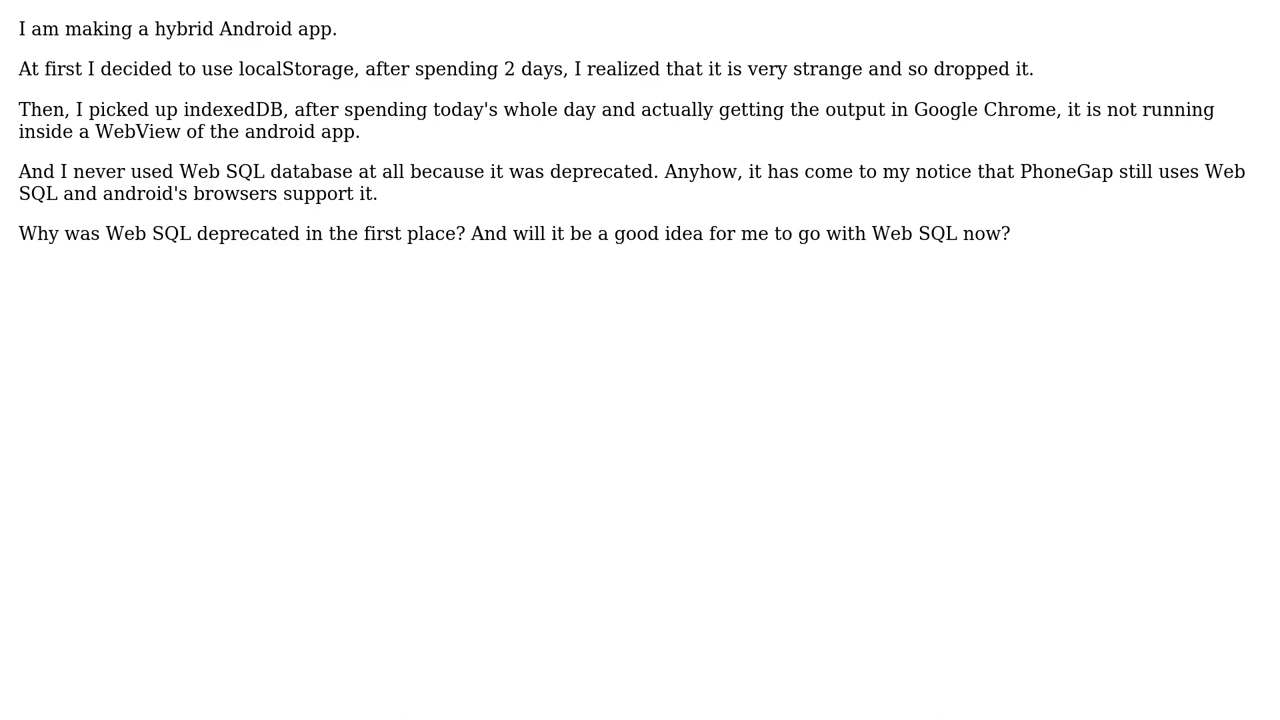 I am making a hybrid Android app.
At first I decided to use localStorage, after spending 2 days, I realized that it is very strange and so dropped it.
Then, I picked up indexedDB, after spending today's whole day and actually getting the output in Google Chrome, it is not running
inside a WebView of the android app.
And I never used Web SQL database at all because it was deprecated. Anyhow, it has come to my notice that PhoneGap still uses Web
SQL and android's browsers support it.
Why was Web SQL deprecated in the first place? And will it be a good idea for me to go with Web SQL now?